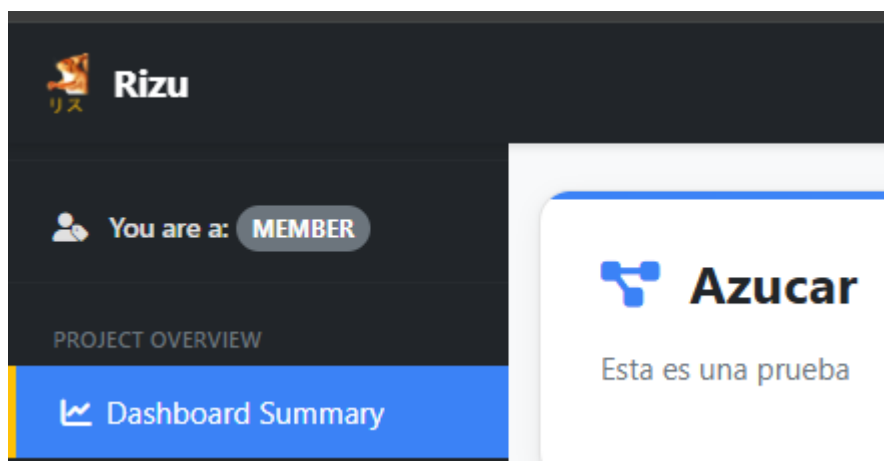 リス
Rizu
You are a: MEMBER
PROJECT OVERVIEW
Dashboard Summary
Azucar
Esta es una prueba